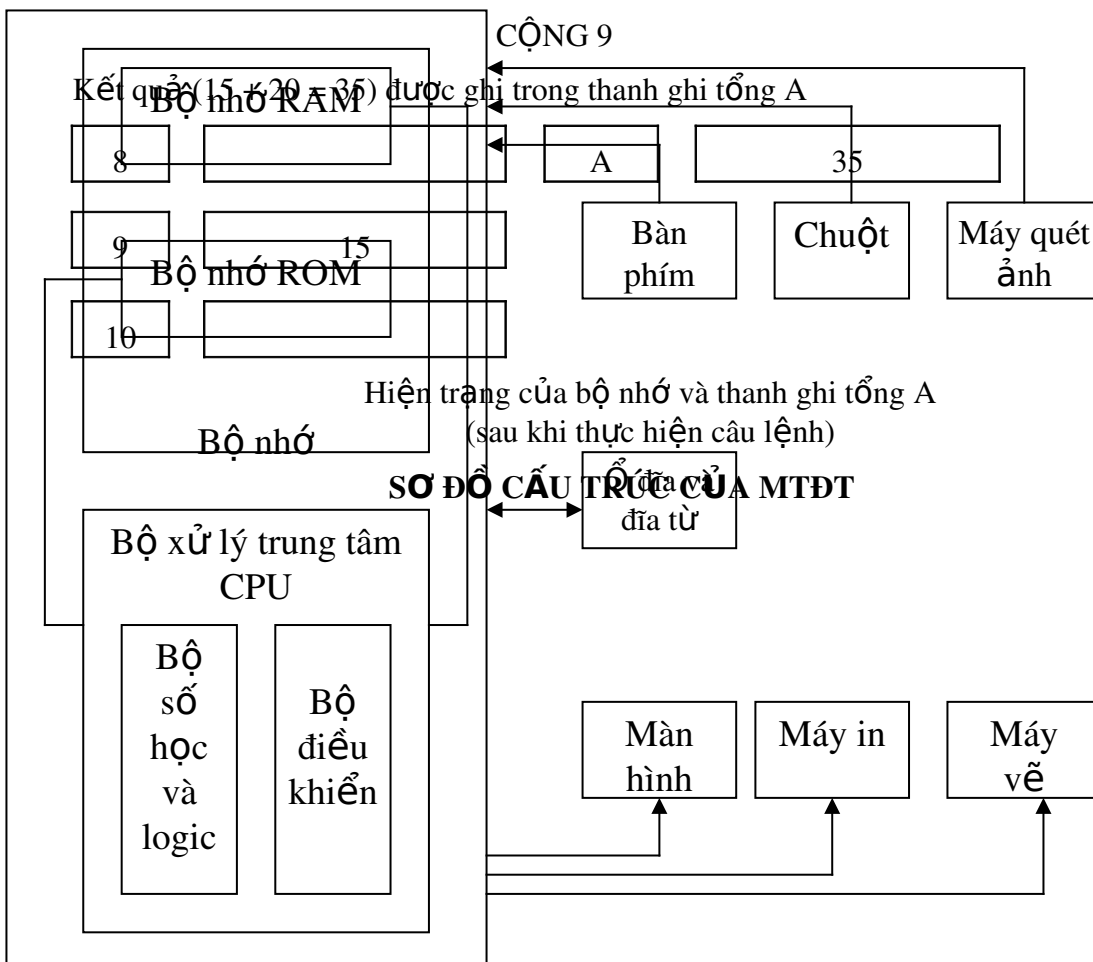 CỘNG 9
Kết quả (15 + 20 = 35) được ghi trong thanh ghi tổng A
Bộ nhớ RAM
8
A
35
9
15
Bộ nhớ ROM
10
Bàn
phím
Chuột
Máy quét
ảnh
Hiện trạng của bộ nhớ và thanh ghi tổng A
(sau khi thực hiện câu lệnh)
Bộ nhớ
SƠ ĐỒ CẤU TRÚC CỦA MTĐT
Ổ đĩa và
đĩa từ
Bộ xử lý trung tâm
CPU
Bộ
số
học
và
logic
Bộ
điều
khiển
Màn
hình
Máy in
Máy
vẽ